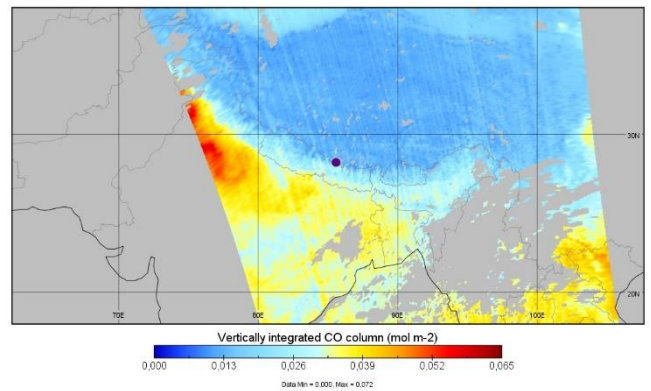 30N
20N
70E
80E
90E
100E
Vertically integrated CO column (mol m-2)
0,000 0,013 0,026 0,039 0,052 0,065
Data Min = 0,000, Max = 0,072